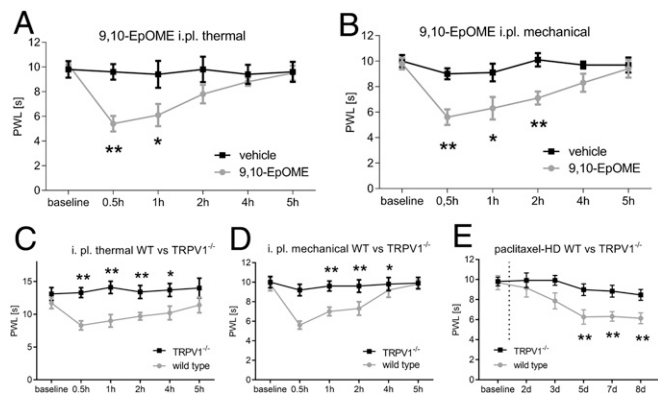 A
9,10-EpOME i.pl. thermal
PWL [s]
12
10
8
6
4
2
0
** *
vehicle
9,10-EpOME
baseline 0.5h 1h 2h 4h 5h
B
9,10-EpOME i.pl. mechanical
PWL [s]
12
10
8
6
4
2
0
** * **
vehicle
9,10-EpOME
baseline 0.5h 1h 2h 4h 5h
C
i. pl. thermal WT vs TRPV1-/-
PWL [s]
15
10
5
0
** ** ** *
TRPV1-/-
wild type
baseline 0.5h 1h 2h 4h 5h
D
i. pl. mechanical WT vs TRPV1-/-
PWL [s]
12
10
8
6
4
2
0
** ** *
TRPV1-/-
wild type
baseline 0.5h 1h 2h 4h 5h
E
paclitaxel-HD WT vs TRPV1-/-
PWL [s]
12
10
8
6
4
2
0
** ** **
TRPV1-/-
wild type
baseline 2d 3d 5d 7d 8d